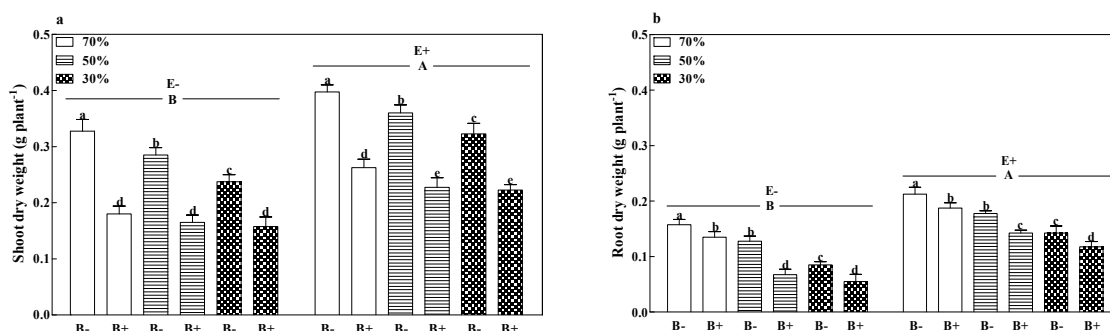 a
Shoot dry weight (g plant-1)
0.5
0.4
0.3
0.2
0.1
0.0
70%
50%
30%
E-
B
E+
A
a
d
b
d
c
d
a
d
b
e
c
e
B- B+ B- B+ B- B+ B- B+ B- B+ B- B+
b
Root dry weight (g plant-1)
0.5
0.4
0.3
0.2
0.1
0.0
70%
50%
30%
E-
B
E+
A
a
b
b
d
c
d
a
b
b
c
c
d
B- B+ B- B+ B- B+ B- B+ B- B+ B- B+